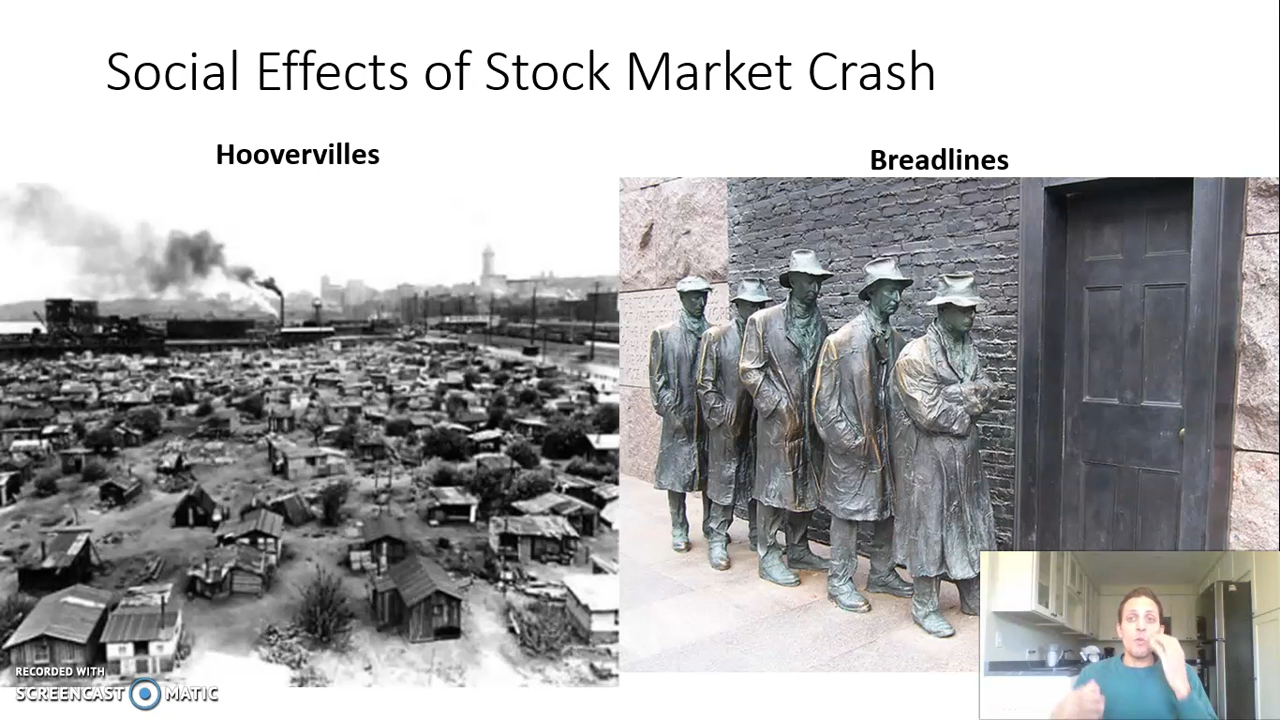 Social Effects of Stock Market Crash
Hoovervilles
Breadlines
RECORDED WITH
SCREENCAST MATIC